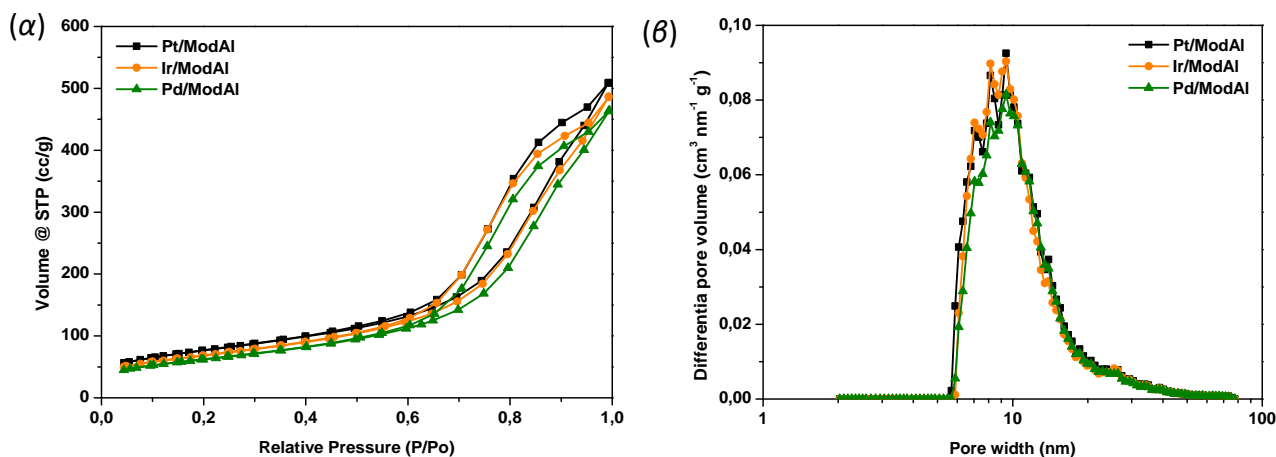 (α)
600
500
400
300
200
100
0
Volume @ STP (cc/g)
Pt/ModAl
Ir/ModAl
Pd/ModAl
0,0 0,2 0,4 0,6 0,8 1,0
Relative Pressure (P/Po)
(β)
0,10
0,08
0,06
0,04
0,02
0,00
Differentia pore volume (cm³ nm⁻¹ g⁻¹)
Pt/ModAl
Ir/ModAl
Pd/ModAl
1 10 100
Pore width (nm)